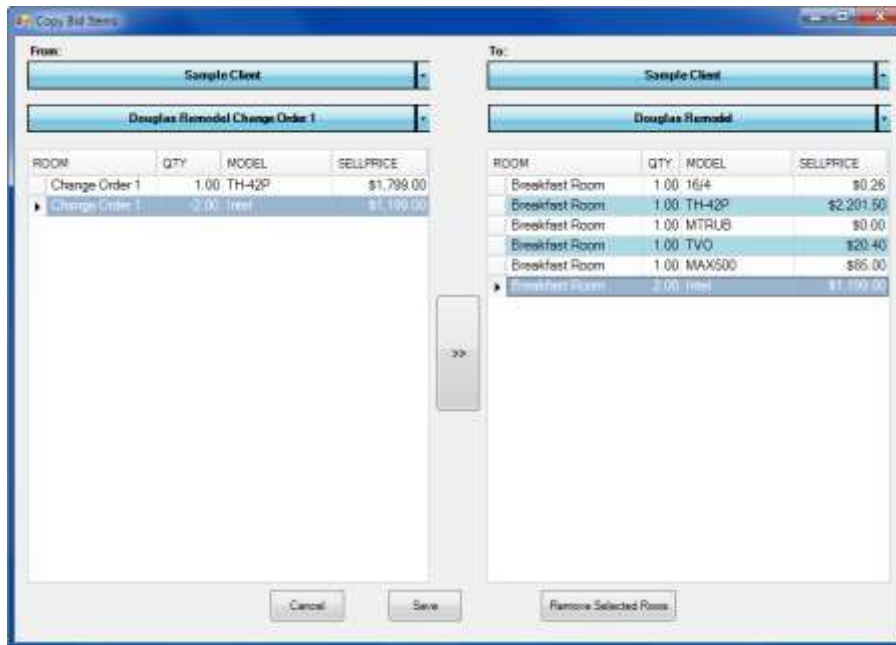 Copy Bid Items
From:
To:
Sample Client
Sample Client
Douglas Remodel Change Order 1
Douglas Remodel
ROOM QTY MODEL SELLPRICE
Change Order 1 1.00 TH-42P $1,799.00
Change Order 1 -2.00 Intel $1,199.00
ROOM QTY MODEL SELLPRICE
Breakfast Room 1.00 16/4 $0.26
Breakfast Room 1.00 TH-42P $2,201.50
Breakfast Room 1.00 MTRUB $0.00
Breakfast Room 1.00 TVO $20.40
Breakfast Room 1.00 MAX500 $85.00
Breakfast Room -2.00 Intel $1,199.00
>>
Cancel Save Remove Selected Rows